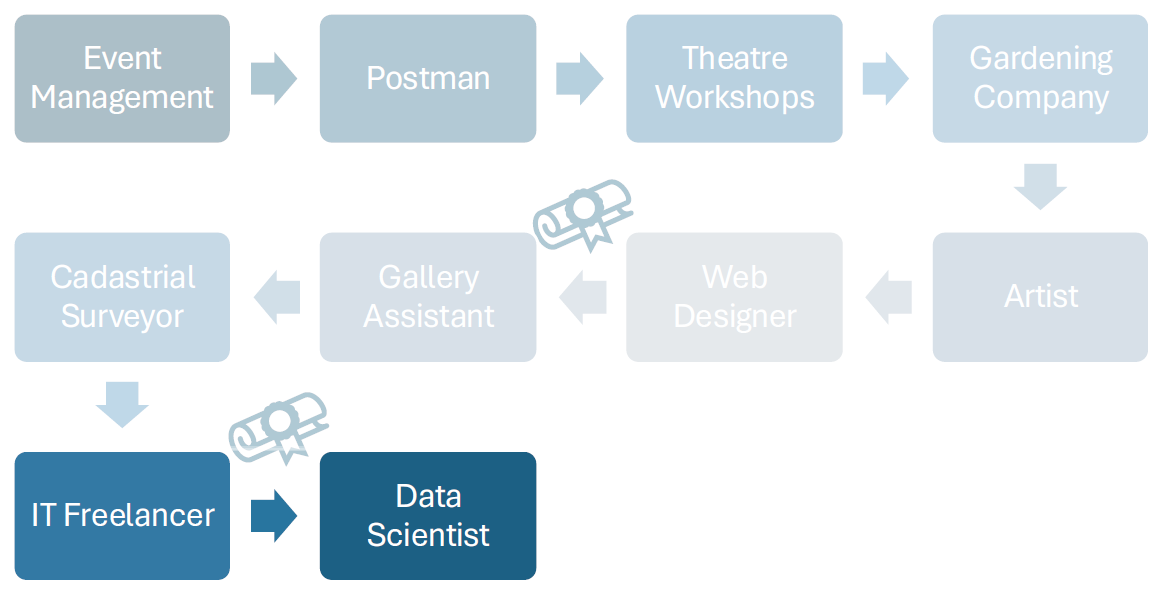 Event
Management
Postman
Theatre
Workshops
Gardening
Company
Artist
Web
Designer
Gallery
Assistant
Cadastrial
Surveyor
IT Freelancer
Data
Scientist